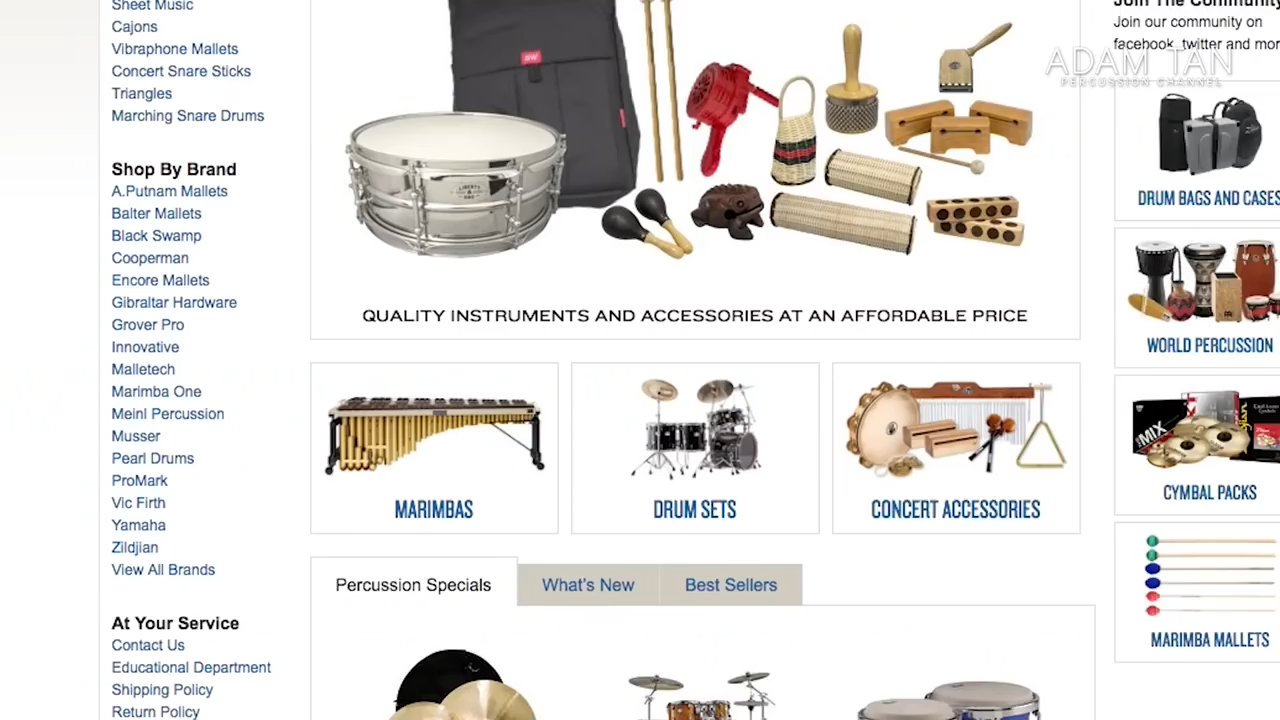 Sheet Music
Cajons
Vibraphone Mallets
Concert Snare Sticks
Triangles
Marching Snare Drums
Shop By Brand
A.Putnam Mallets
Balter Mallets
Black Swamp
Cooperman
Encore Mallets
Gibraltar Hardware
Grover Pro
Innovative
Malletech
Marimba One
Meinl Percussion
Musser
Pearl Drums
ProMark
Vic Firth
Yamaha
Zildjian
View All Brands
At Your Service
Contact Us
Educational Department
Shipping Policy
Return Policy
LIBERTY
QUALITY INSTRUMENTS AND ACCESSORIES AT AN AFFORDABLE PRICE
MARIMBAS
DRUM SETS
CONCERT ACCESSORIES
Percussion Specials
What's New
Best Sellers
Join The Community
Join our community on
facebook, twitter and mor
ADAM TAN
PERCUSSION CHANNEL
DRUM BAGS AND CASES
WORLD PERCUSSION
MIX
CYMBAL PACKS
MARIMBA MALLETS